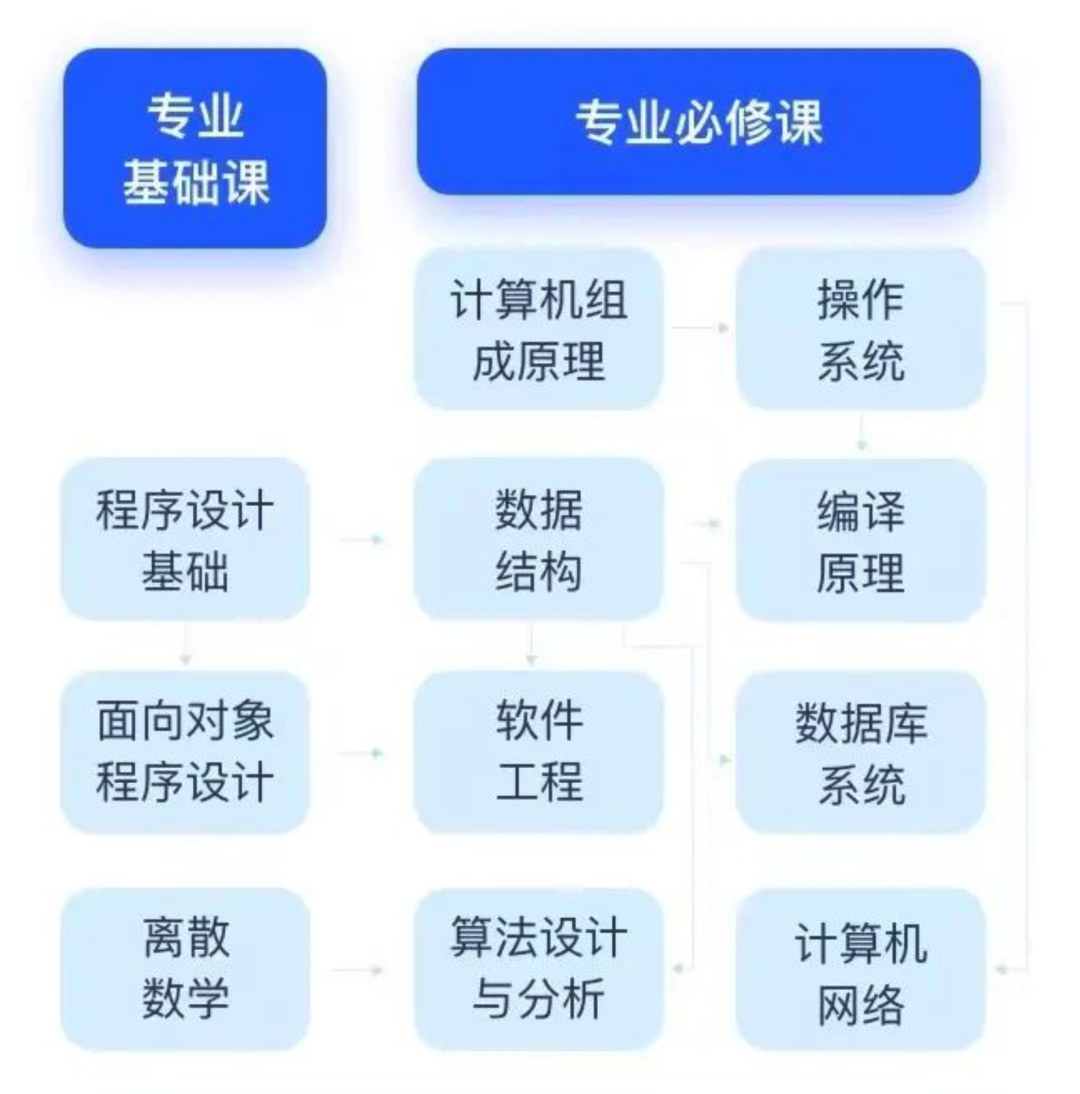 专业
基础课
专业必修课
计算机组
成原理
操作
系统
程序设计
基础
数据
结构
编译
原理
面向对象
程序设计
软件
工程
数据库
系统
离散
数学
算法设计
与分析
计算机
网络